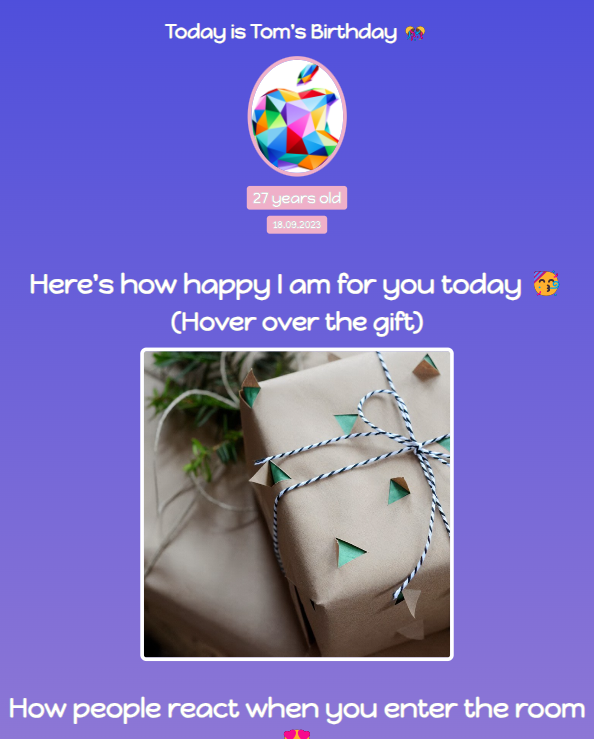 Today is Tom's Birthday 🎊
27 years old
18.09.2023
Here's how happy I am for you today 🥳
(Hover over the gift)
How people react when you enter the room
😍